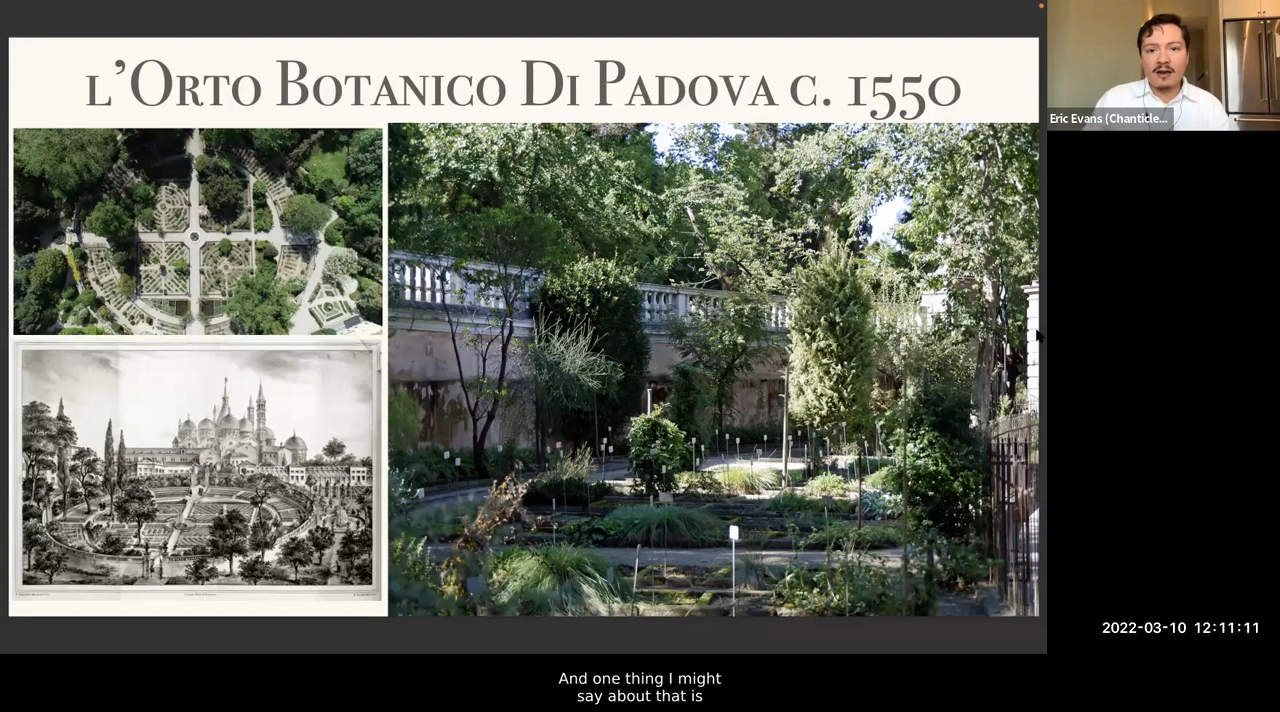 L’ORTO BOTANICO DI PADOVA C. 1550
Eric Evans (Chanticle...
2022-03-10 12:11:11
And one thing I might
say about that is